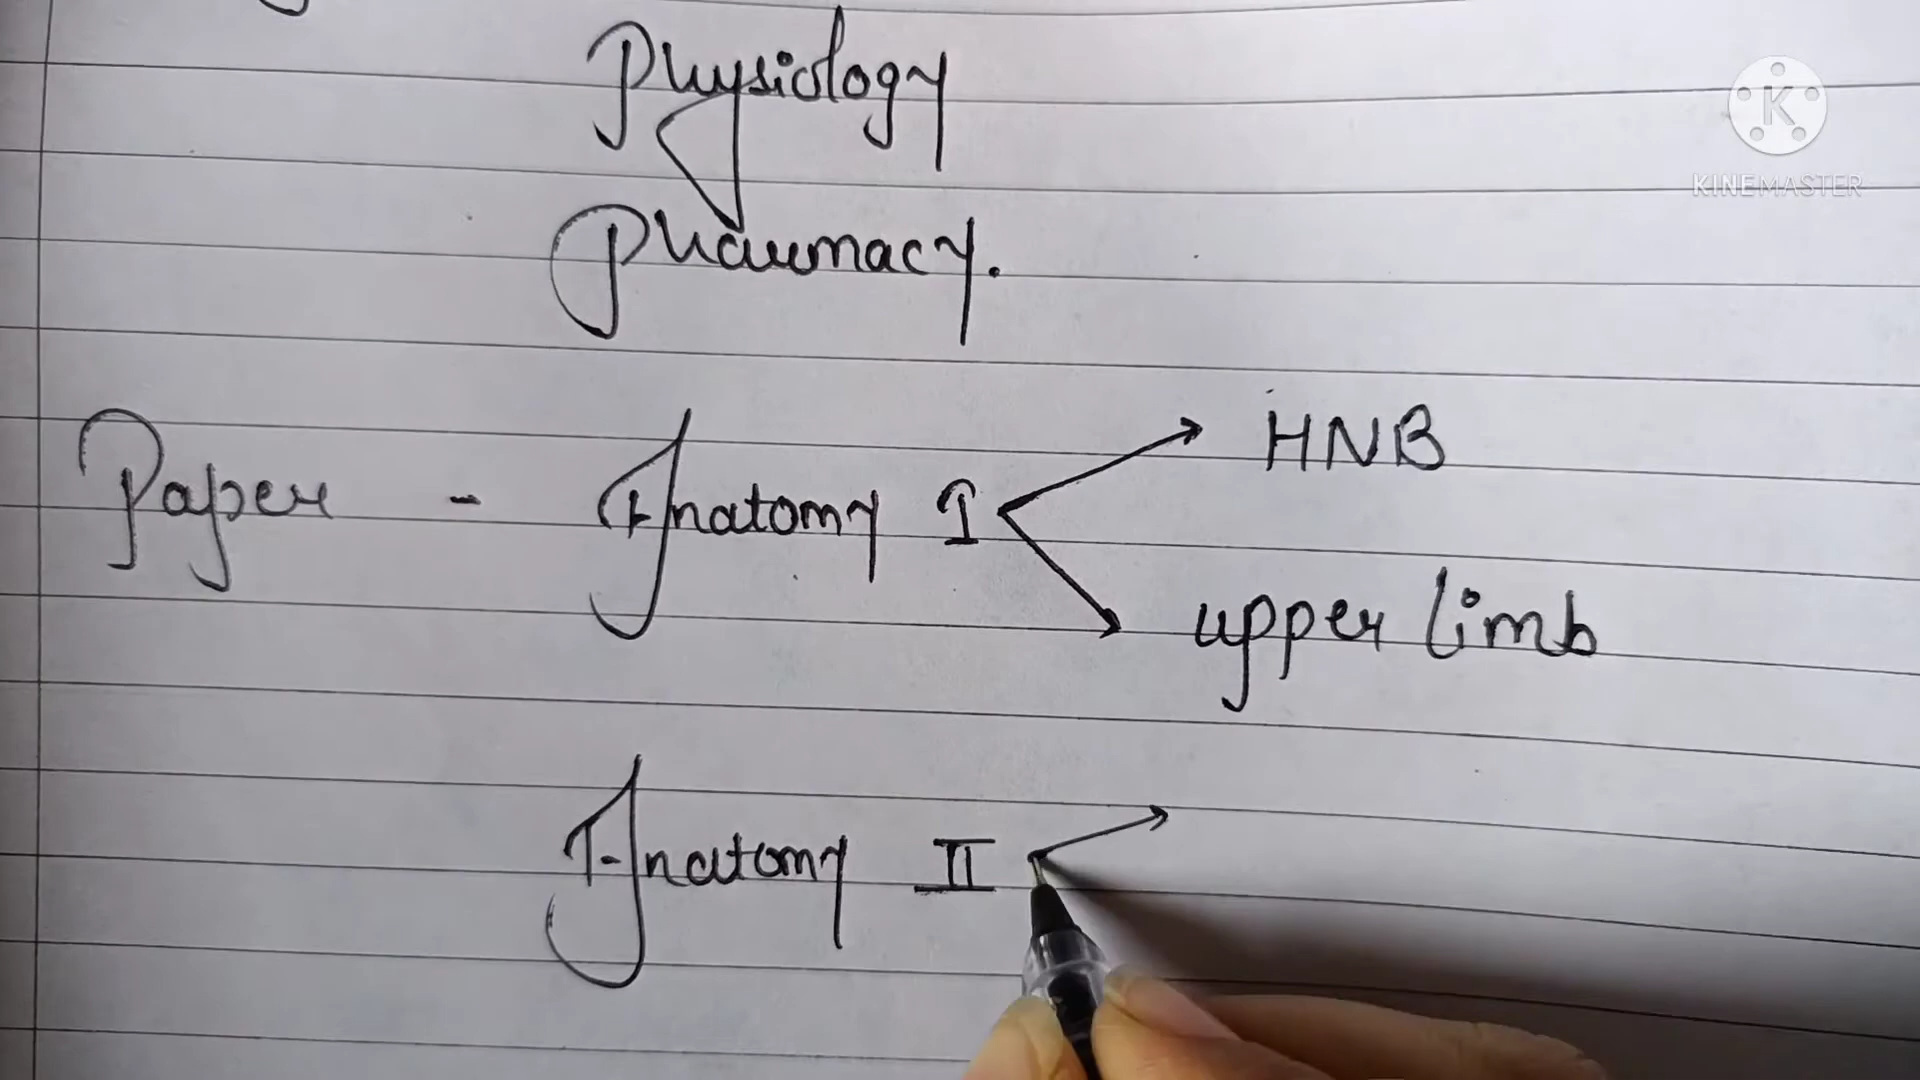 Physiology
K
KINEMASTER
Pharmacy.
HNB
Paper - Anatomy I
upper limb
Anatomy II